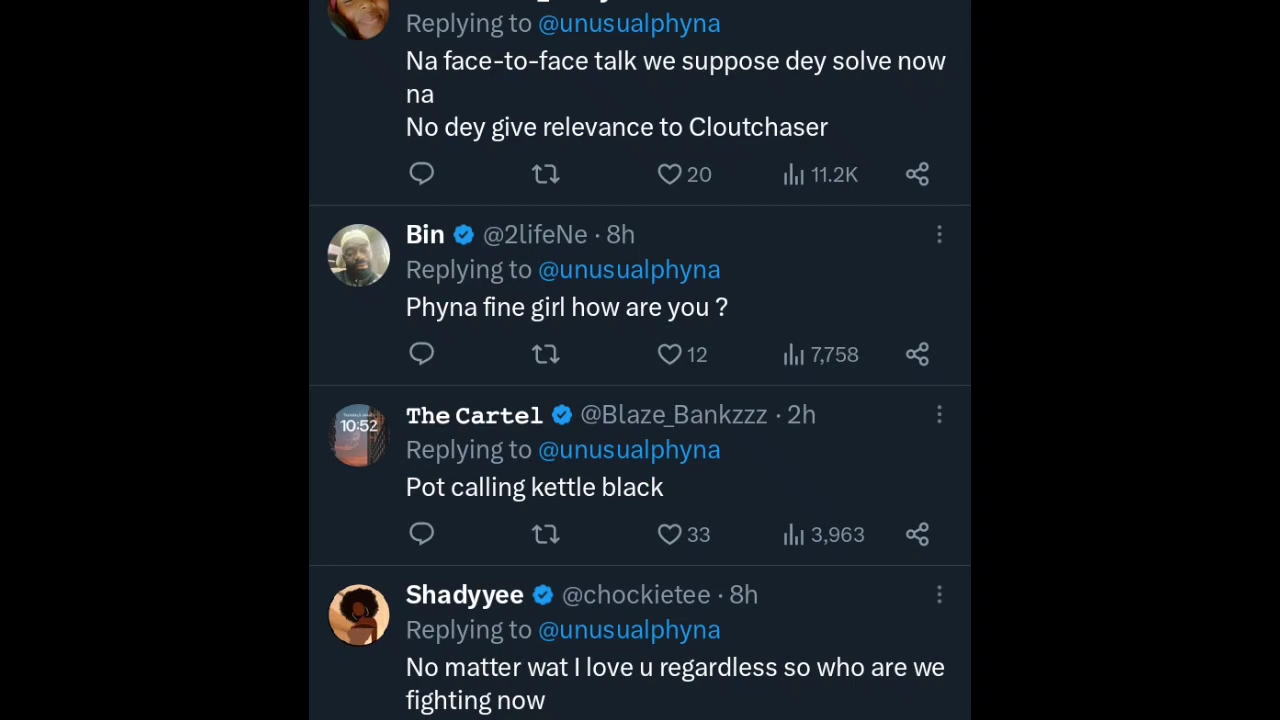 Replying to @unusualphyna
Na face-to-face talk we suppose dey solve now
na
No dey give relevance to Cloutchaser
20 11.2K
Bin @2lifeNe · 8h
Replying to @unusualphyna
Phyna fine girl how are you ?
12 7,758
10:52
The Cartel @Blaze_Bankzzz · 2h
Replying to @unusualphyna
Pot calling kettle black
33 3,963
Shadyyee @chockietee · 8h
Replying to @unusualphyna
No matter wat I love u regardless so who are we
fighting now